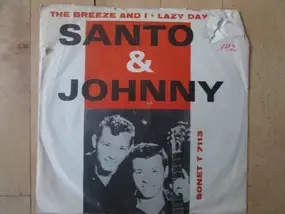 THE BREEZE AND I • LAZY DAY
SANTO
&
JOHNNY
SONET T 7113